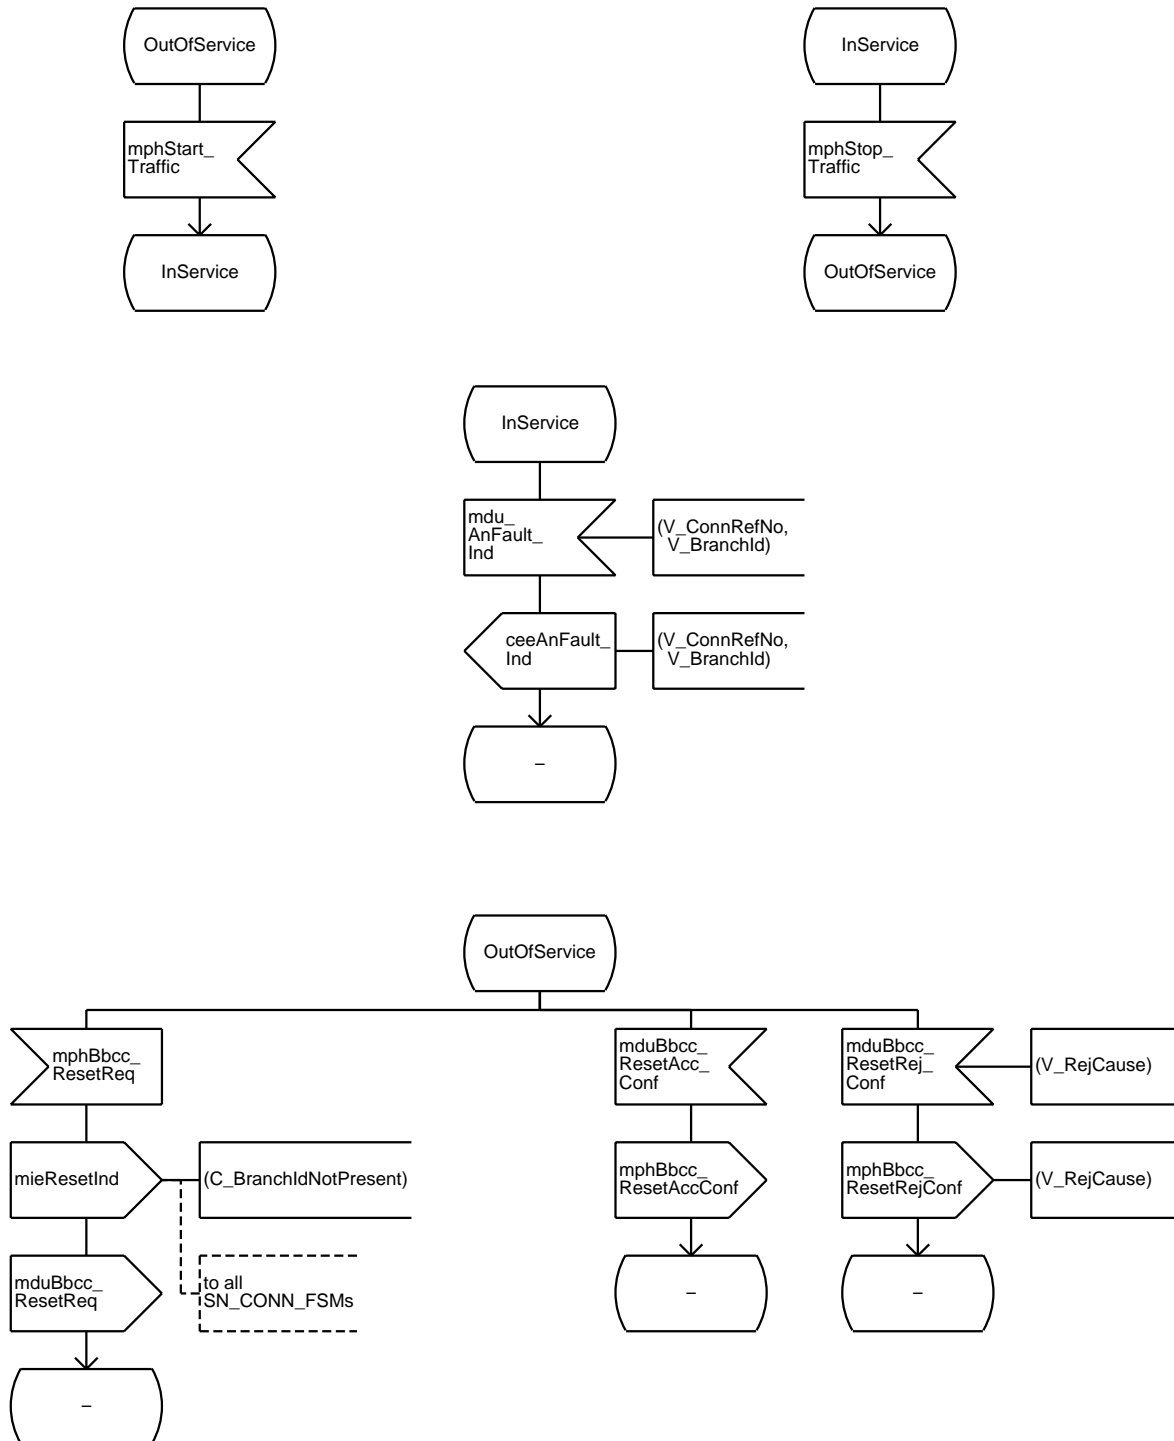 OutOfService
InService
mphStart_
Traffic
mphStop_
Traffic
InService
OutOfService
InService
mdu_
AnFault_
Ind
(V_ConnRefNo,
V_BranchId)
ceeAnFault_
Ind
(V_ConnRefNo,
V_BranchId)
–
OutOfService
mphBbcc_
ResetReq
mduBbcc_
ResetAcc_
Conf
mduBbcc_
ResetRej_
Conf
(V_RejCause)
mieResetInd
(C_BranchIdNotPresent)
mphBbcc_
ResetAccConf
mphBbcc_
ResetRejConf
(V_RejCause)
mduBbcc_
ResetReq
to all
SN_CONN_FSMs
–
–
–